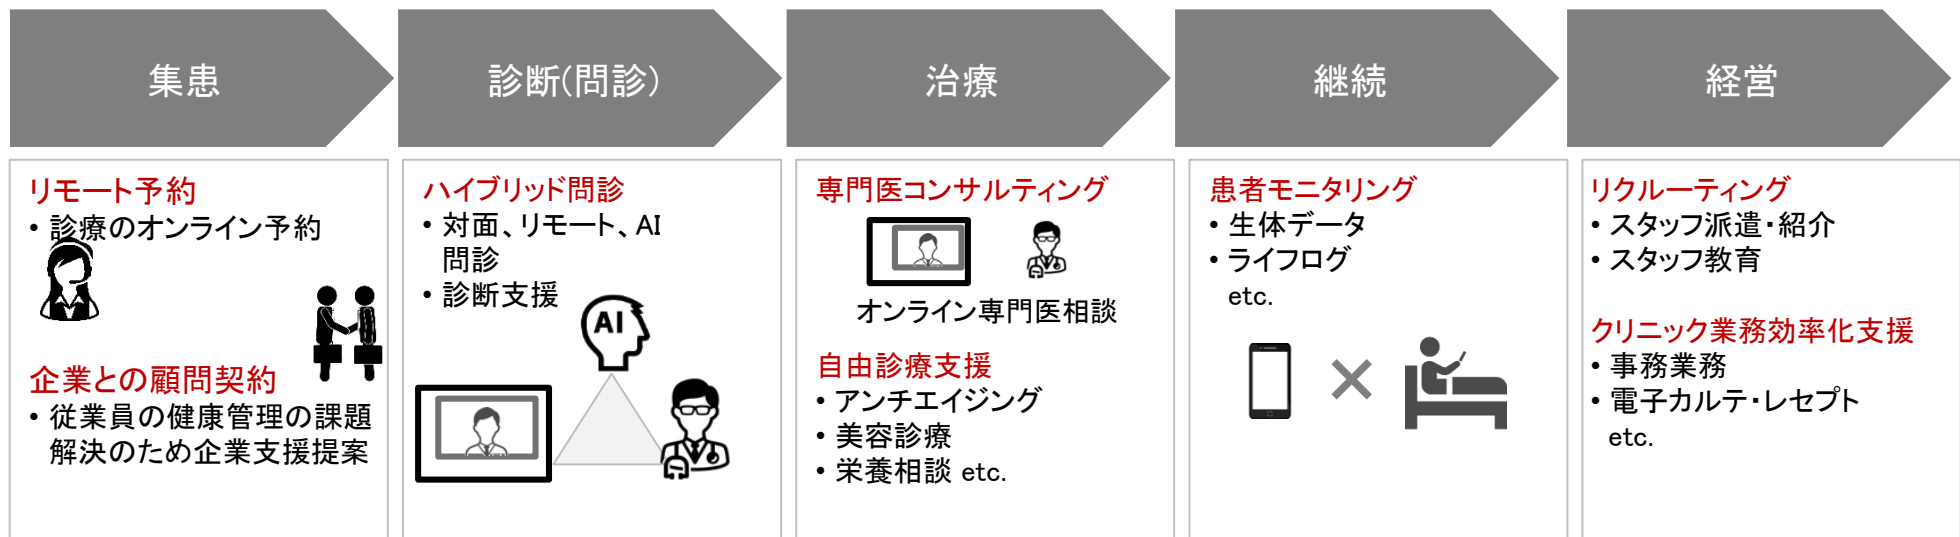 集患
診断(問診)
治療
継続
経営
リモート予約
• 診療のオンライン予約
企業との顧問契約
• 従業員の健康管理の課題
解決のため企業支援提案
ハイブリッド問診
• 対面、リモート、AI
問診
• 診断支援
AI
専門医コンサルティング
オンライン専門医相談
自由診療支援
• アンチエイジング
• 美容診療
• 栄養相談 etc.
患者モニタリング
• 生体データ
• ライフログ
etc.
リクルーティング
• スタッフ派遣・紹介
• スタッフ教育
クリニック業務効率化支援
• 事務業務
• 電子カルテ・レセプト
etc.